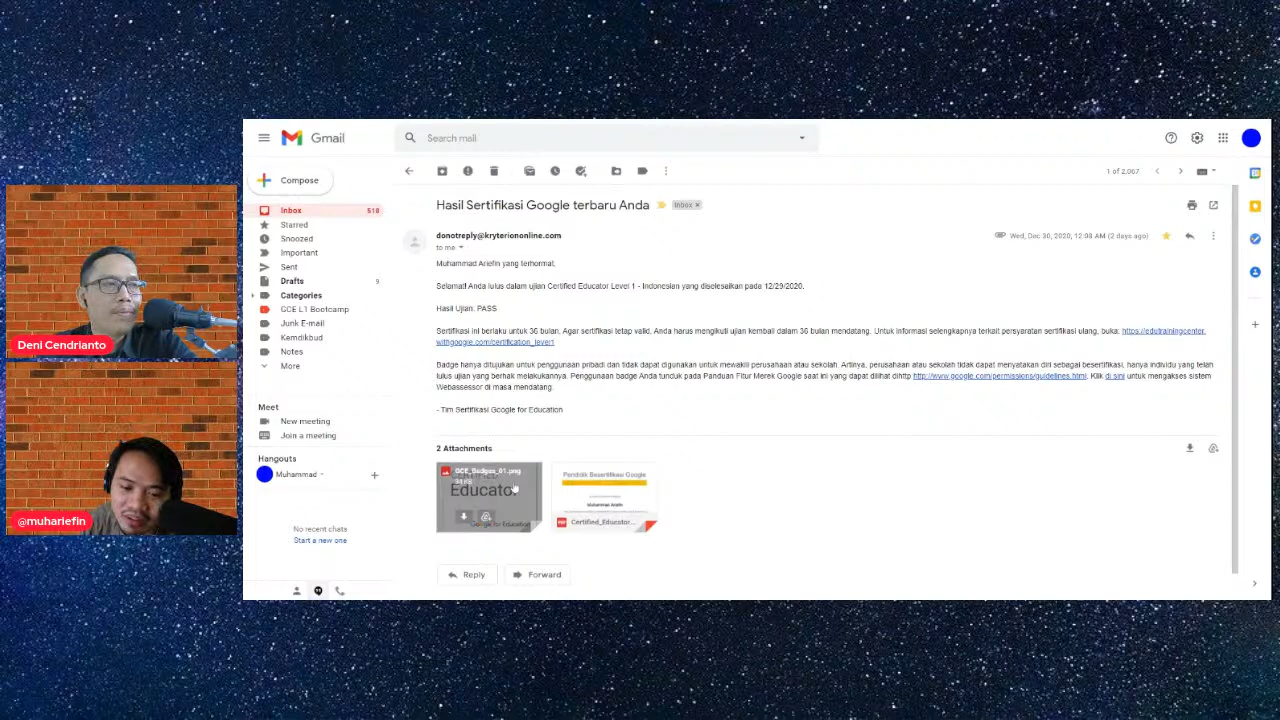 Gmail
Search mail
Compose
1 of 2.067
Inbox 510
Starred
Snoozed
Important
Sent
Drafts 9
Categories
GCE L1 Bootcamp
Junk E-mail
Kemdikbud
Notes
More
Meet
New meeting
Join a meeting
Hangouts
Muhammad
No recent chats
Start a new one
Hasil Sertifikasi Google terbaru Anda Inbox x
donotreply@kryteriononline.com
Wed, Dec 30, 2020, 12:08 AM (2 days ago)
to me
Muhammad Ariefin yang terhormat,
Selamat! Anda lulus dalam ujian Certified Educator Level 1 - Indonesian yang diselesaikan pada 12/29/2020.
Hasil Ujian: PASS
Sertifikasi ini berlaku untuk 36 bulan. Agar sertifikasi tetap valid, Anda harus mengikuti ujian kembali dalam 36 bulan mendatang. Untuk informasi selengkapnya terkait persyaratan sertifikasi ulang, buka: https://edutrainingcenter.
withgoogle.com/certification_level1
Badge hanya ditujukan untuk penggunaan pribadi dan tidak dapat digunakan untuk mewakili perusahaan atau sekolah. Artinya, perusahaan atau sekolah tidak dapat menyatakan diri sebagai besertifikasi, hanya individu yang telah
lulus ujian yang berhak melakukannya. Penggunaan badge Anda tunduk pada Panduan Fitur Merek Google saat ini yang dapat dilihat dihttp http://www.google.com/permissions/guidelines.html. Klik di sini untuk mengakses sistem
Webassessor di masa mendatang.
- Tim Sertifikasi Google for Education
2 Attachments
GCE_Badges_01.png
Educator
Google for Education
Pendidik Besertifikasi Google
Muhammad Ariefin
PDF Certified_Educator...
Reply
Forward
Deni Cendrianto
@muhariefin